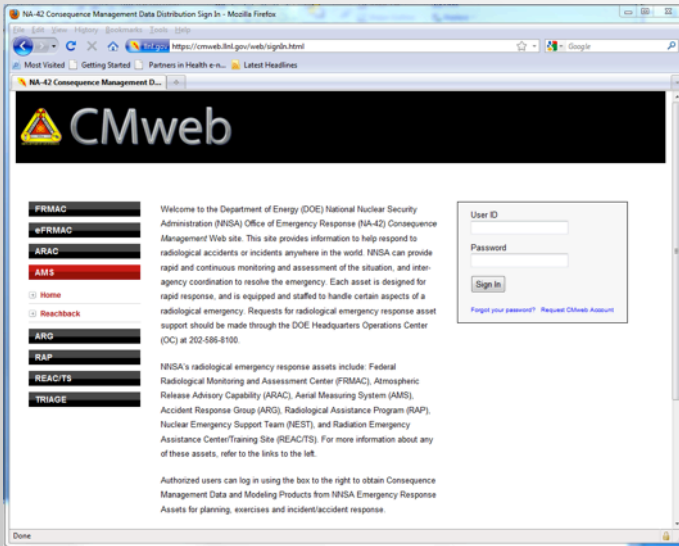 NA-42 Consequence Management Data Distribution Sign In - Mozilla Firefox
File Edit View History Bookmarks Tools Help
llnl.gov https://cmweb.llnl.gov/web/signIn.html
Google
Most Visited Getting Started Partners in Health e-n... Latest Headlines
NA-42 Consequence Management D...
CMweb
FRMAC
eFRMAC
ARAC
AMS
Home
Reachback
ARG
RAP
REAC/TS
TRIAGE
Welcome to the Department of Energy (DOE) National Nuclear Security
Administration (NNSA) Office of Emergency Response (NA-42) Consequence
Management Web site. This site provides information to help respond to
radiological accidents or incidents anywhere in the world. NNSA can provide
rapid and continuous monitoring and assessment of the situation, and inter-
agency coordination to resolve the emergency. Each asset is designed for
rapid response, and is equipped and staffed to handle certain aspects of a
radiological emergency. Requests for radiological emergency response asset
support should be made through the DOE Headquarters Operations Center
(OC) at 202-586-8100.
NNSA's radiological emergency response assets include: Federal
Radiological Monitoring and Assessment Center (FRMAC), Atmospheric
Release Advisory Capability (ARAC), Aerial Measuring System (AMS),
Accident Response Group (ARG), Radiological Assistance Program (RAP),
Nuclear Emergency Support Team (NEST), and Radiation Emergency
Assistance Center/Training Site (REAC/TS). For more information about any
of these assets, refer to the links to the left.
Authorized users can log in using the box to the right to obtain Consequence
Management Data and Modeling Products from NNSA Emergency Response
Assets for planning, exercises and incident/accident response.
User ID
Password
Sign In
Forgot your password? Request CMweb Account
Done